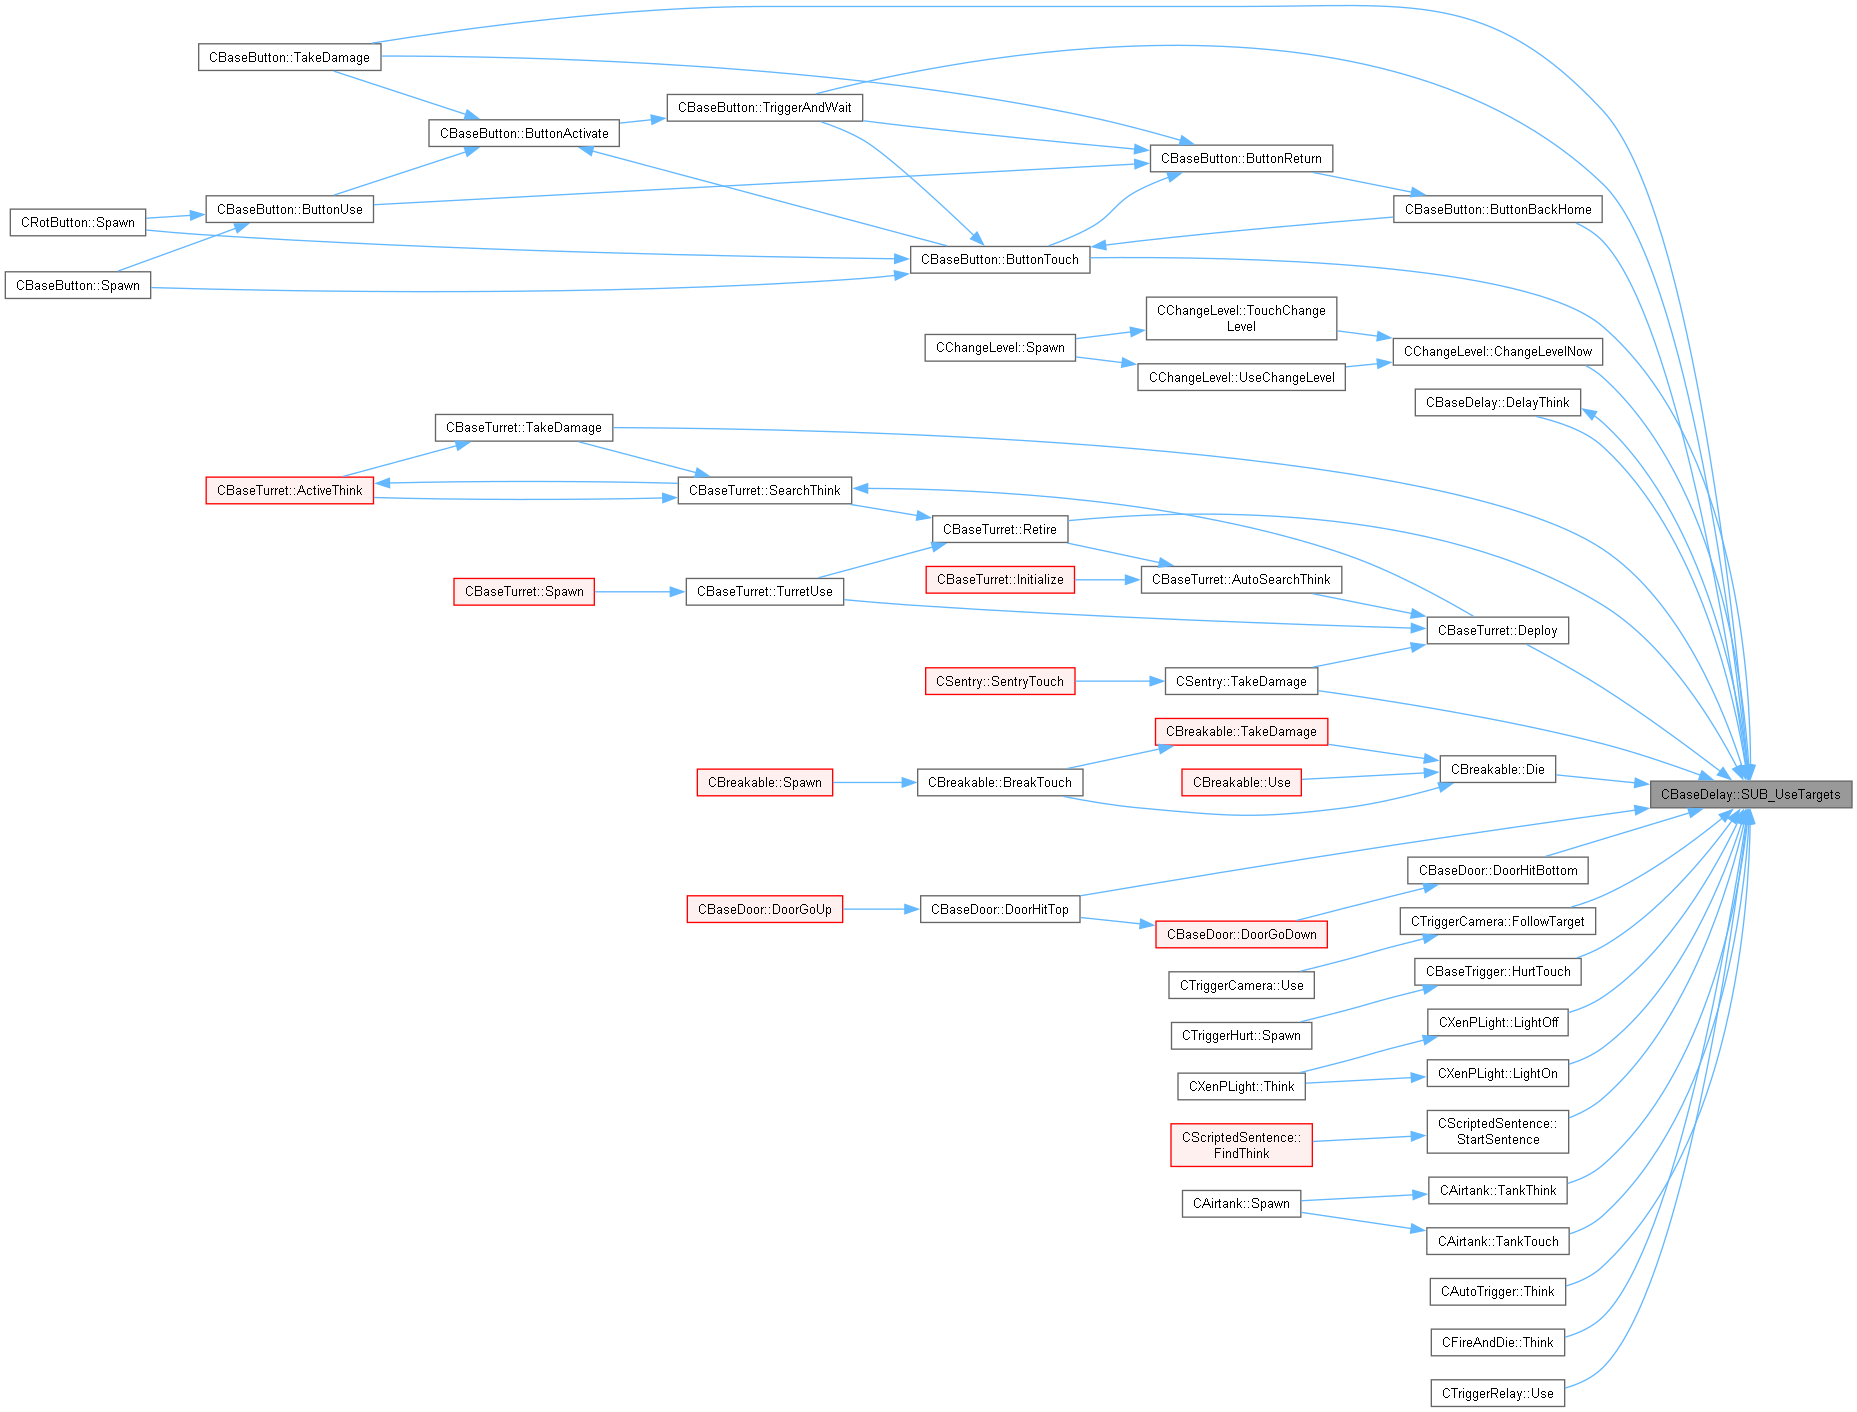 CBaseButton::TakeDamage
CBaseButton::TriggerAndWait
CBaseButton::ButtonActivate
CBaseButton::ButtonReturn
CBaseButton::ButtonUse
CBaseButton::ButtonBackHome
CRotButton::Spawn
CBaseButton::ButtonTouch
CBaseButton::Spawn
CChangeLevel::TouchChange
Level
CChangeLevel::Spawn
CChangeLevel::ChangeLevelNow
CChangeLevel::UseChangeLevel
CBaseDelay::DelayThink
CBaseTurret::TakeDamage
CBaseTurret::ActiveThink
CBaseTurret::SearchThink
CBaseTurret::Retire
CBaseTurret::Initialize
CBaseTurret::AutoSearchThink
CBaseTurret::Spawn
CBaseTurret::TurretUse
CBaseTurret::Deploy
CSentry::SentryTouch
CSentry::TakeDamage
CBreakable::TakeDamage
CBreakable::Die
CBreakable::Spawn
CBreakable::BreakTouch
CBreakable::Use
CBaseDelay::SUB_UseTargets
CBaseDoor::DoorHitBottom
CBaseDoor::DoorGoUp
CBaseDoor::DoorHitTop
CTriggerCamera::FollowTarget
CBaseDoor::DoorGoDown
CBaseTrigger::HurtTouch
CTriggerCamera::Use
CXenPLight::LightOff
CTriggerHurt::Spawn
CXenPLight::LightOn
CXenPLight::Think
CScriptedSentence::
StartSentence
CScriptedSentence::
FindThink
CAirtank::TankThink
CAirtank::Spawn
CAirtank::TankTouch
CAutoTrigger::Think
CFireAndDie::Think
CTriggerRelay::Use